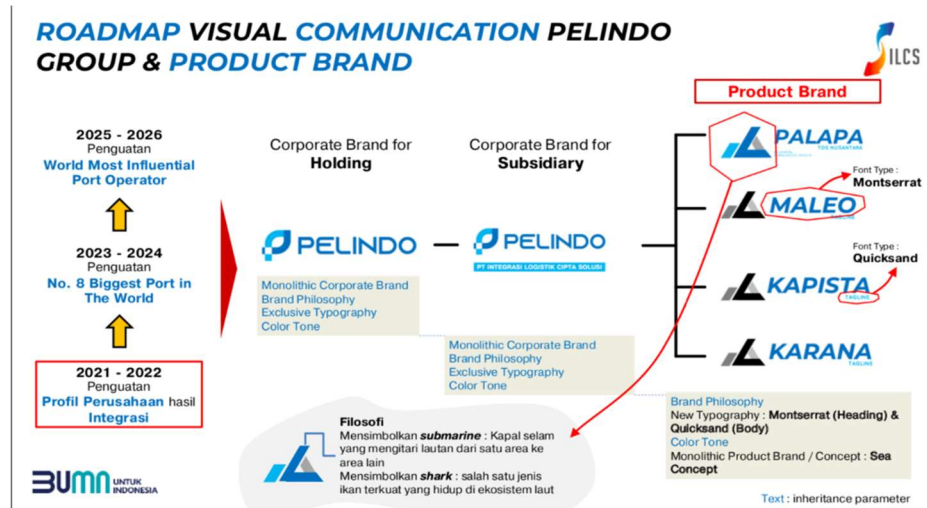 ROADMAP VISUAL COMMUNICATION PELINDO
GROUP & PRODUCT BRAND
ILCS
Product Brand
2025 - 2026
Penguatan
World Most Influential
Port Operator
2023 - 2024
Penguatan
No. 8 Biggest Port in
The World
2021 - 2022
Penguatan
Profil Perusahaan hasil
Integrasi
Corporate Brand for
Holding
PELINDO
Monolithic Corporate Brand
Brand Philosophy
Exclusive Typography
Color Tone
Corporate Brand for
Subsidiary
PELINDO
PT INTEGRASI LOGISTIK CIPTA SOLUSI
Monolithic Corporate Brand
Brand Philosophy
Exclusive Typography
Color Tone
PALAPA
TOS NUSANTARA
Font Type :
Montserrat
MALEO
TAGLINE
Font Type :
Quicksand
KAPISTA
TAGLINE
KARANA
TAGLINE
Brand Philosophy
New Typography : Montserrat (Heading) &
Quicksand (Body)
Color Tone
Monolithic Product Brand / Concept : Sea
Concept
Filosofi
Mensimbolkan submarine : Kapal selam
yang mengitari lautan dari satu area ke
area lain
Mensimbolkan shark : salah satu jenis
ikan terkuat yang hidup di ekosistem laut
BUMN UNTUK
INDONESIA
Text : inheritance parameter